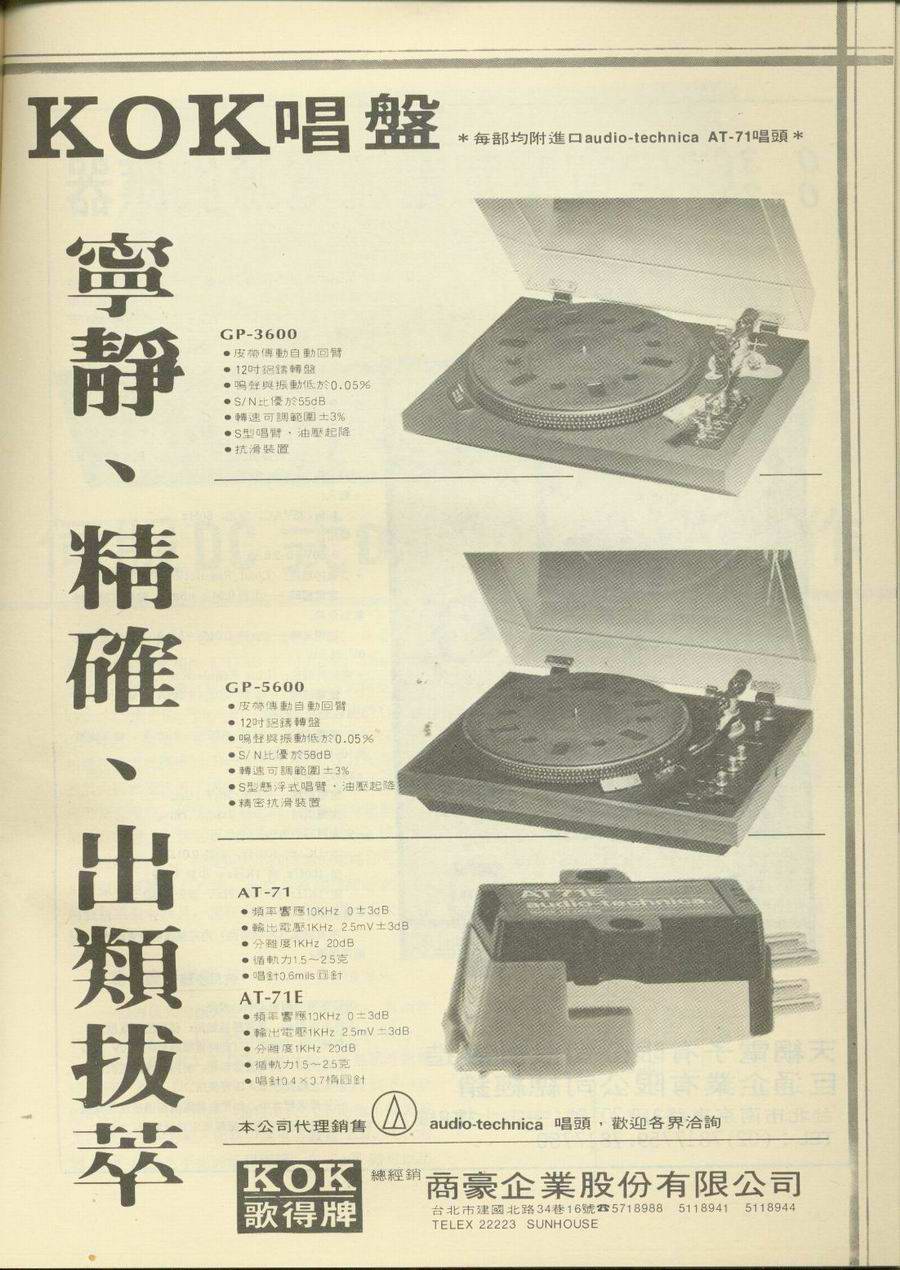 KOK唱盤
＊每部均附進口audio-technica AT-71唱頭＊
寧靜、精確、出類拔萃
GP-3600
●皮帶傳動自動回臂
●12吋鋁鑄轉盤
●鳴聲與振動低於0.05%
●S/N比優於55dB
●轉速可調範圍±3%
●S型唱臂，油壓起降
●抗滑裝置
GP-5600
●皮帶傳動自動回臂
●12吋鋁鑄轉盤
●鳴聲與振動低於0.05%
●S/N比優於58dB
●轉速可調範圍±3%
●S型懸浮式唱臂，油壓起降
●精密抗滑裝置
AT-71
●頻率響應10KHz 0±3dB
●輸出電壓1KHz 2.5mV±3dB
●分離度1KHz 20dB
●循軌力1.5～2.5克
●唱針0.6mils圓針
AT-71E
●頻率響應10KHz 0±3dB
●輸出電壓1KHz 2.5mV±3dB
●分離度1KHz 20dB
●循軌力1.5～2.5克
●唱針0.4×0.7橢圓針
AT-71E
audio-technica.
本公司代理銷售 audio-technica 唱頭，歡迎各界洽詢
KOK
歌得牌
總經銷 商豪企業股份有限公司
台北市建國北路34巷16號☎5718988 5118941 5118944
TELEX 22223 SUNHOUSE